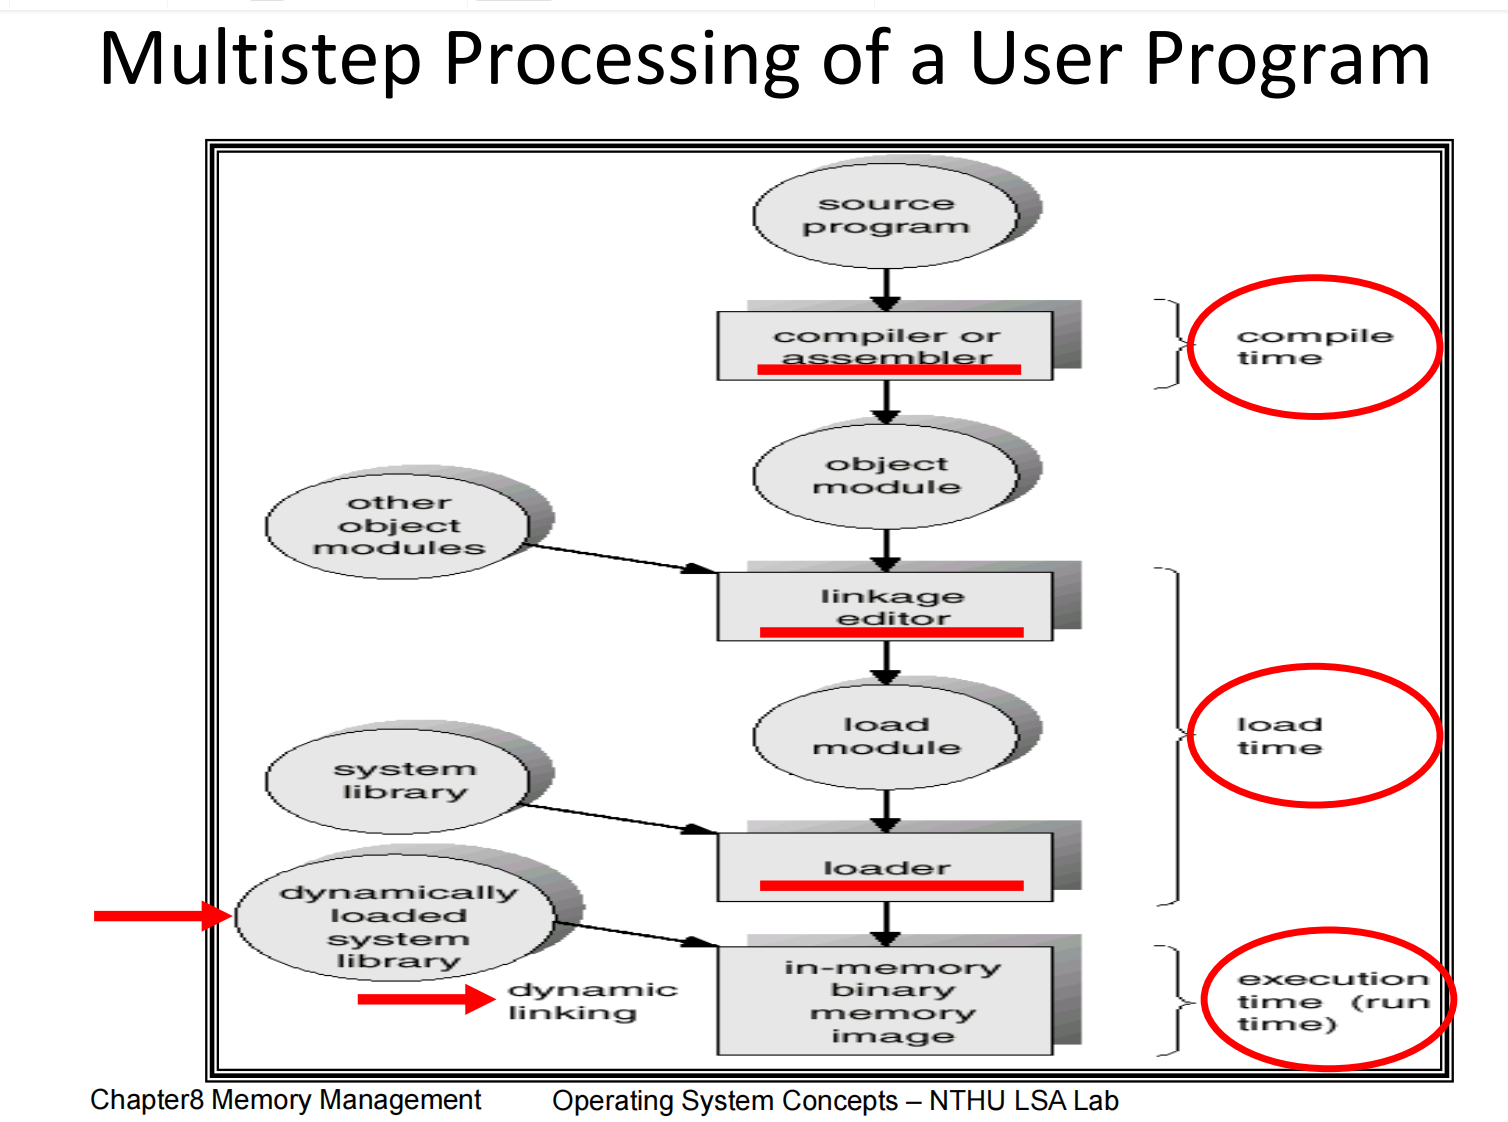 Multistep Processing of a User Program
source
program
compiler or
assembler
compile
time
object
module
other
object
modules
linkage
editor
load
module
load
time
system
library
loader
dynamically
loaded
system
library
dynamic
linking
in-memory
binary
memory
image
execution
time (run
time)
Chapter8 Memory Management
Operating System Concepts – NTHU LSA Lab